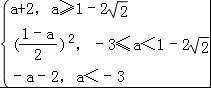 a+2, a⩾1-2√2
(1-a/2)², -3⩽a<1-2√2
-a-2, a<-3